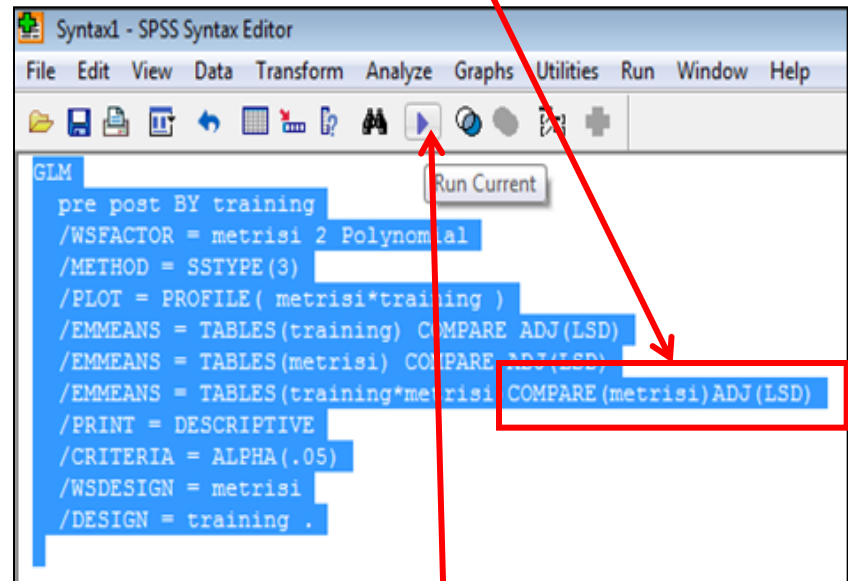 Syntax1 - SPSS Syntax Editor
File Edit View Data Transform Analyze Graphs Utilities Run Window Help
Run Current
GLM
pre post BY training
/WSFACTOR = metrisi 2 Polynomial
/METHOD = SSTYPE(3)
/PLOT = PROFILE( metrisi*training )
/EMMEANS = TABLES(training) COMPARE ADJ(LSD)
/EMMEANS = TABLES(metrisi) COMPARE ADJ(LSD)
/EMMEANS = TABLES(training*metrisi COMPARE(metrisi)ADJ(LSD)
/PRINT = DESCRIPTIVE
/CRITERIA = ALPHA(.05)
/WSDESIGN = metrisi
/DESIGN = training .